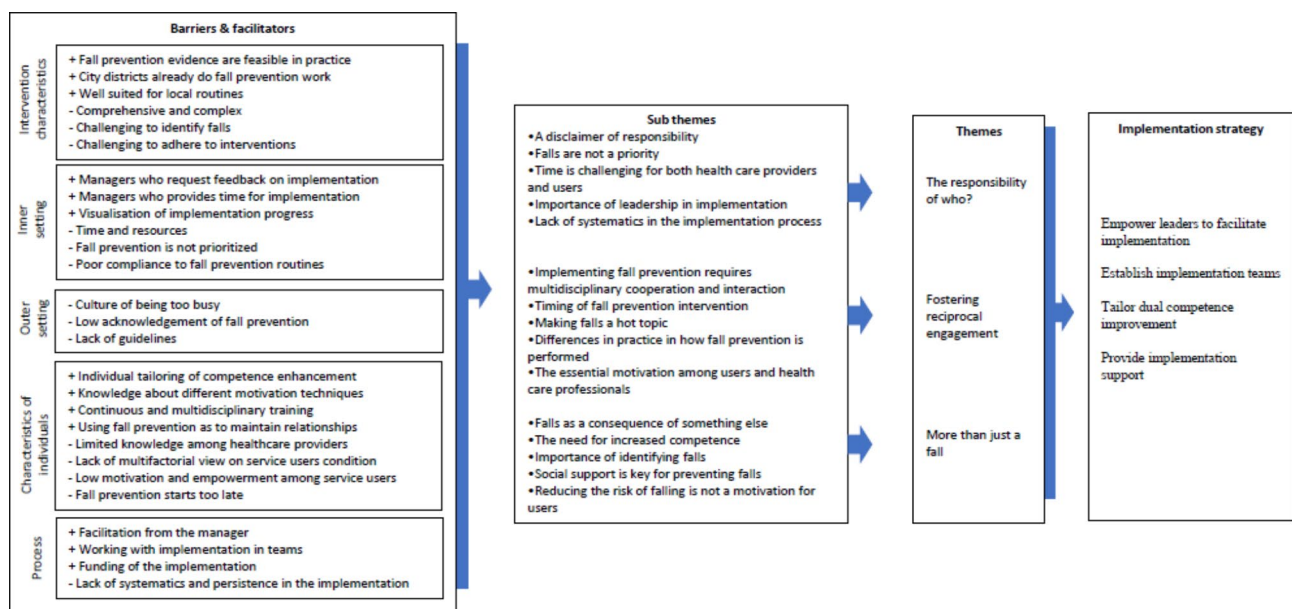 Barriers & facilitators
Intervention
characteristics
+ Fall prevention evidence are feasible in practice
+ City districts already do fall prevention work
+ Well suited for local routines
- Comprehensive and complex
- Challenging to identify falls
- Challenging to adhere to interventions
Inner
setting
+ Managers who request feedback on implementation
+ Managers who provides time for implementation
+ Visualisation of implementation progress
- Time and resources
- Fall prevention is not prioritized
- Poor compliance to fall prevention routines
Outer
setting
- Culture of being too busy
- Low acknowledgement of fall prevention
- Lack of guidelines
Characteristics of
individuals
+ Individual tailoring of competence enhancement
+ Knowledge about different motivation techniques
+ Continuous and multidisciplinary training
+ Using fall prevention as to maintain relationships
- Limited knowledge among healthcare providers
- Lack of multifactorial view on service users condition
- Low motivation and empowerment among service users
- Fall prevention starts too late
Process
+ Facilitation from the manager
+ Working with implementation in teams
+ Funding of the implementation
- Lack of systematics and persistence in the implementation
Sub themes
•A disclaimer of responsibility
•Falls are not a priority
•Time is challenging for both health care providers
and users
•Importance of leadership in implementation
•Lack of systematics in the implementation process
•Implementing fall prevention requires
multidisciplinary cooperation and interaction
•Timing of fall prevention intervention
•Making falls a hot topic
•Differences in practice in how fall prevention is
performed
•The essential motivation among users and health
care professionals
•Falls as a consequence of something else
•The need for increased competence
•Importance of identifying falls
•Social support is key for preventing falls
•Reducing the risk of falling is not a motivation for
users
Themes
The responsibility
of who?
Fostering
reciprocal
engagement
More than just a
fall
Implementation strategy
Empower leaders to facilitate
implementation
Establish implementation teams
Tailor dual competence
improvement
Provide implementation
support